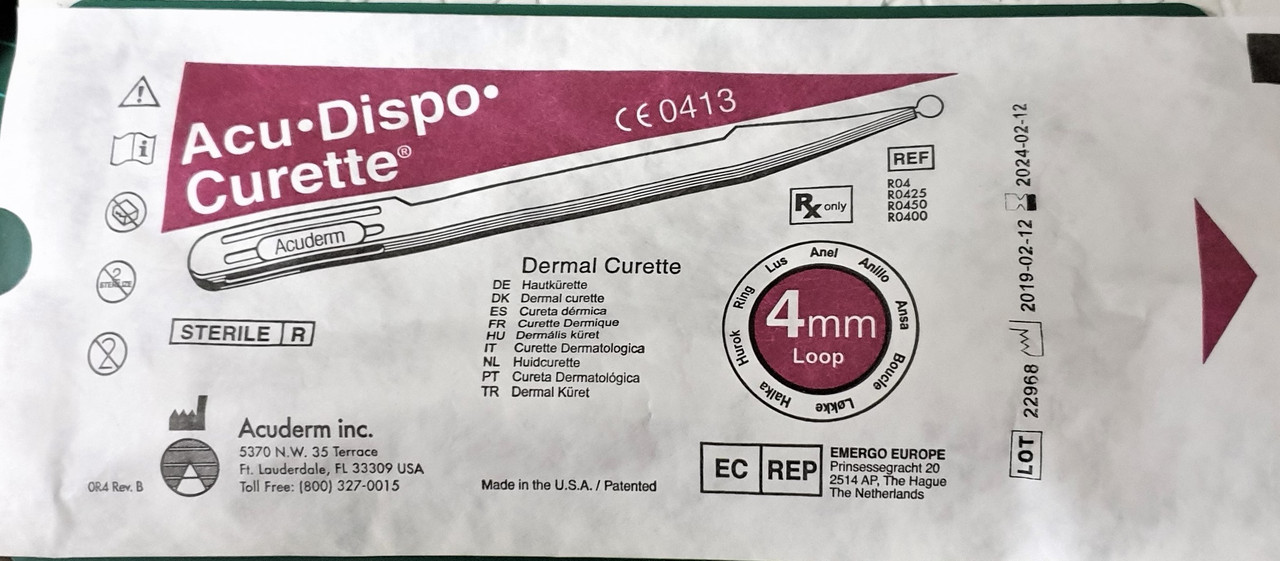 Acu•Dispo•
Curette®
CE 0413
Acuderm
REF
R04
R0425
R0450
R0400
Rx only
Dermal Curette
DE Hautkürette
DK Dermal curette
ES Cureta dérmica
FR Curette Dermique
HU Dermális küret
IT Curette Dermatologica
NL Huidcurette
PT Cureta Dermatológica
TR Dermal Küret
4mm
Loop
Anel
Anillo
Ansa
Boucle
Løkke
Halka
Hurok
Ring
Lus
2
STERILIZE
2
STERILE R
Acuderm inc.
5370 N.W. 35 Terrace
Ft. Lauderdale, FL 33309 USA
Toll Free: (800) 327-0015
0R4 Rev. B
Made in the U.S.A. / Patented
EC REP
EMERGO EUROPE
Prinsessegracht 20
2514 AP, The Hague
The Netherlands
LOT 22968 2019-02-12 2024-02-12